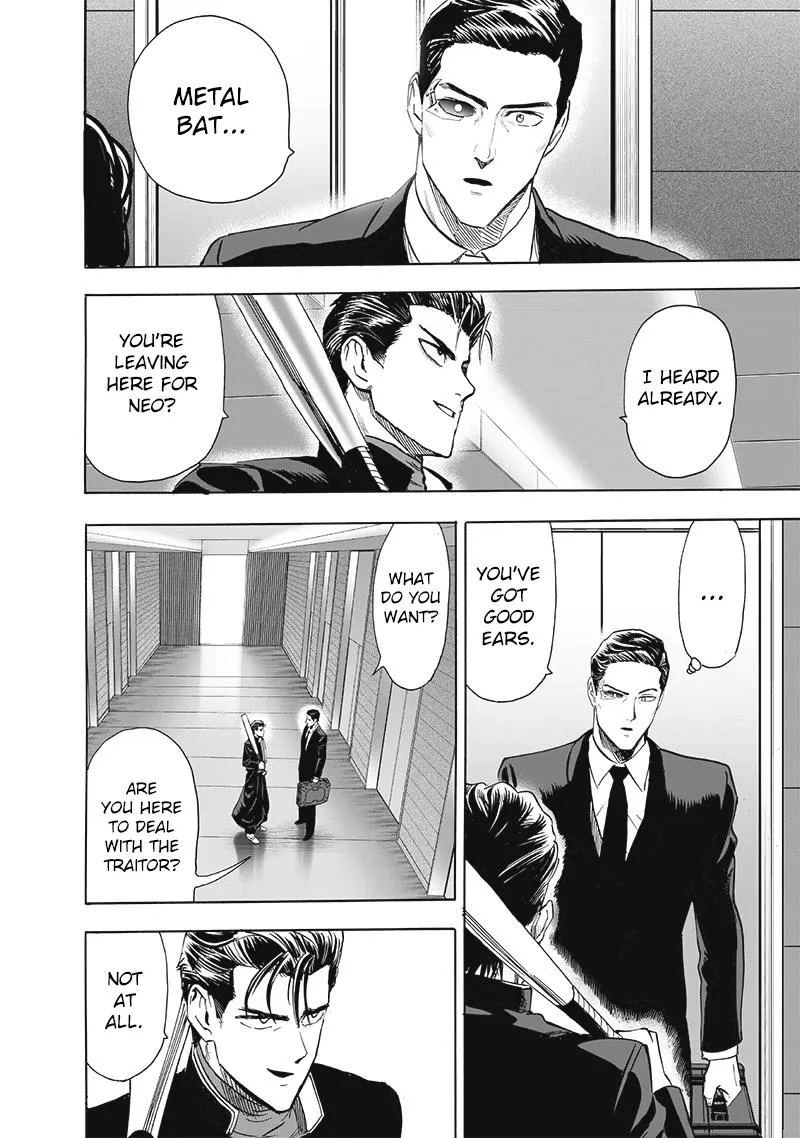 METAL
BAT...
I HEARD
ALREADY.
YOU'RE
LEAVING
HERE FOR
NEO?
...
YOU'VE
GOT
GOOD
EARS.
WHAT
DO YOU
WANT?
ARE
YOU HERE
TO DEAL
WITH THE
TRAITOR?
NOT
AT
ALL.